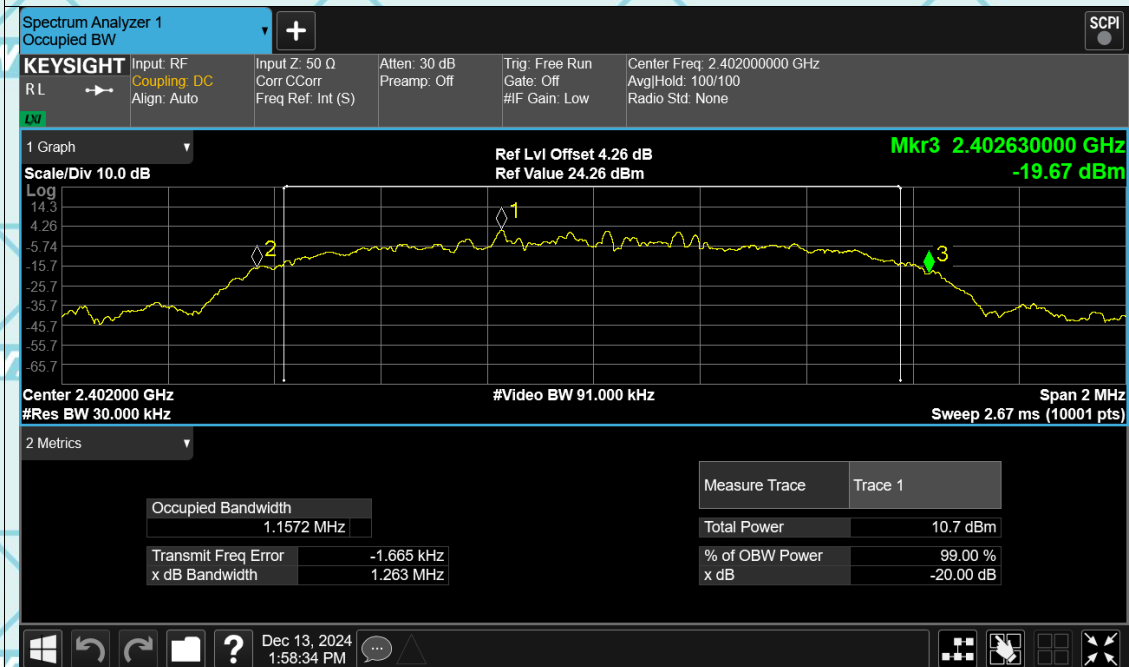 Spectrum Analyzer 1
Occupied BW
+
SCPI
KEYSIGHT
RL
LXI
Input: RF
Coupling: DC
Align: Auto
Input Z: 50 Ω
Corr CCorr
Freq Ref: Int (S)
Atten: 30 dB
Preamp: Off
Trig: Free Run
Gate: Off
#IF Gain: Low
Center Freq: 2.402000000 GHz
Avg|Hold: 100/100
Radio Std: None
1 Graph
Scale/Div 10.0 dB
Ref Lvl Offset 4.26 dB
Ref Value 24.26 dBm
Mkr3 2.402630000 GHz
-19.67 dBm
Log
14.3
4.26
-5.74
-15.7
-25.7
-35.7
-45.7
-55.7
-65.7
1
2
3
Center 2.402000 GHz
#Video BW 91.000 kHz
Span 2 MHz
#Res BW 30.000 kHz
Sweep 2.67 ms (10001 pts)
2 Metrics
Occupied Bandwidth
1.1572 MHz
Transmit Freq Error -1.665 kHz
x dB Bandwidth 1.263 MHz
Measure Trace Trace 1
Total Power 10.7 dBm
% of OBW Power 99.00 %
x dB -20.00 dB
?
Dec 13, 2024
1:58:34 PM